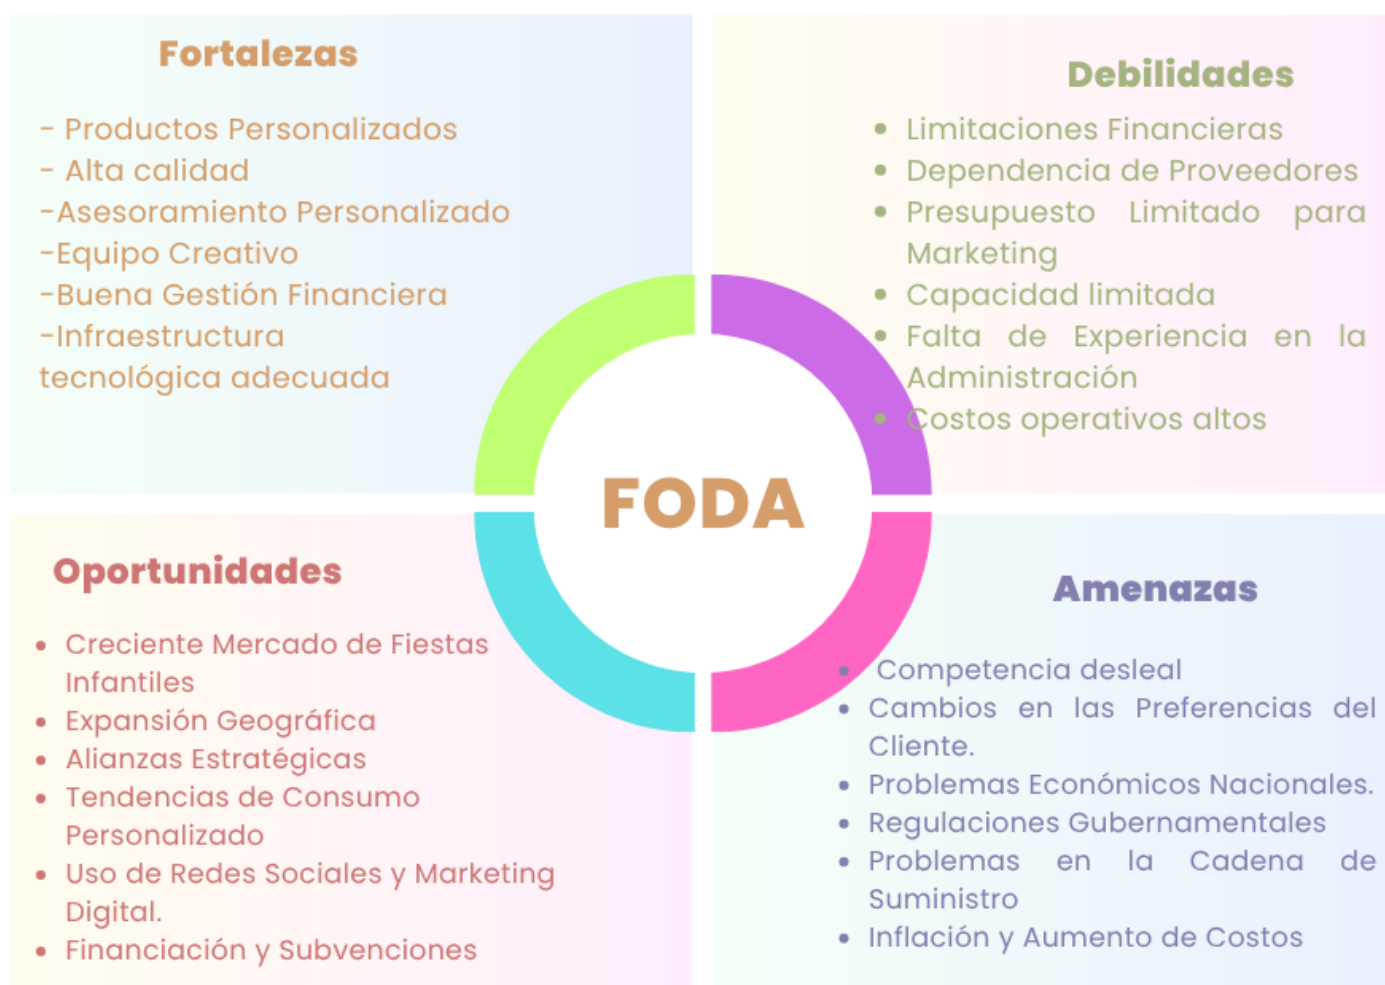 Fortalezas
- Productos Personalizados
- Alta calidad
-Asesoramiento Personalizado
-Equipo Creativo
-Buena Gestión Financiera
-Infraestructura
tecnológica adecuada
Debilidades
• Limitaciones Financieras
• Dependencia de Proveedores
• Presupuesto Limitado para
Marketing
• Capacidad limitada
• Falta de Experiencia en la
Administración
• Costos operativos altos
FODA
Oportunidades
• Creciente Mercado de Fiestas
Infantiles
• Expansión Geográfica
• Alianzas Estratégicas
• Tendencias de Consumo
Personalizado
• Uso de Redes Sociales y Marketing
Digital.
• Financiación y Subvenciones
Amenazas
• Competencia desleal
• Cambios en las Preferencias del
Cliente.
• Problemas Económicos Nacionales.
• Regulaciones Gubernamentales
• Problemas en la Cadena de
Suministro
• Inflación y Aumento de Costos